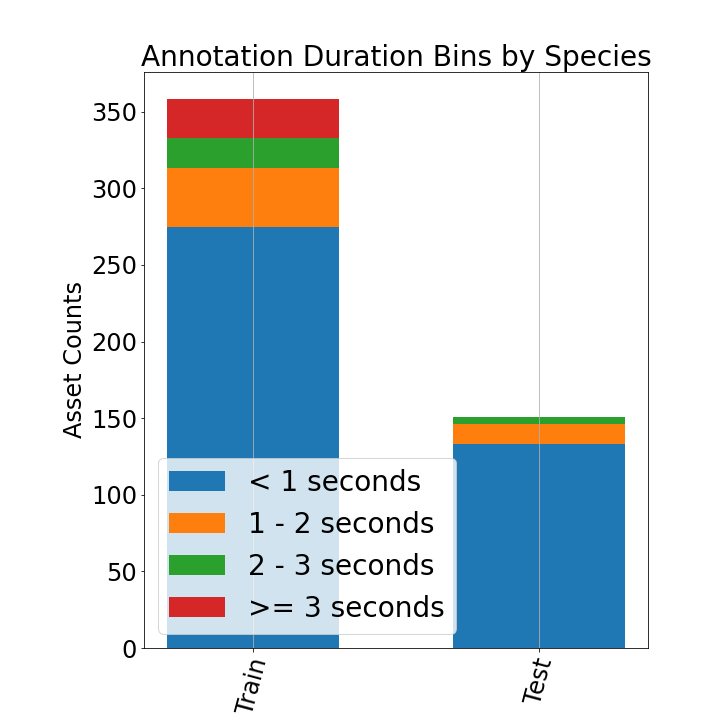 Annotation Duration Bins by Species
Asset Counts
350
300
250
200
150
100
50
0
< 1 seconds
1 - 2 seconds
2 - 3 seconds
>= 3 seconds
Train
Test